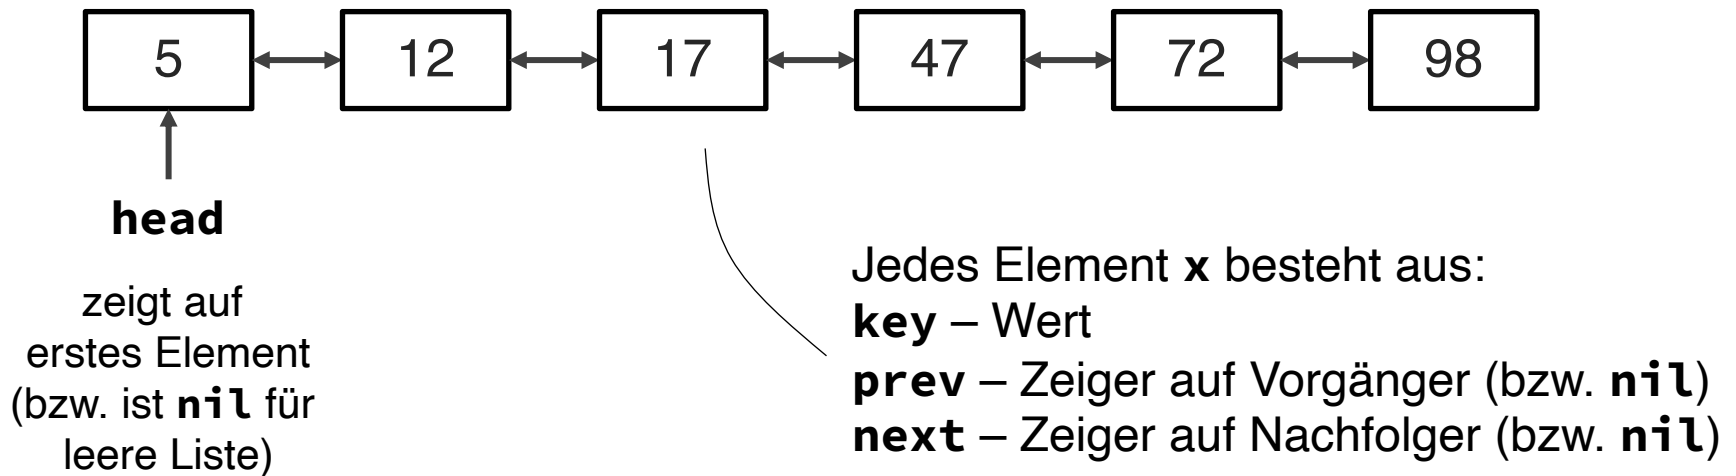 5 12 17 47 72 98
head
zeigt auf
erstes Element
(bzw. ist nil für
leere Liste)
Jedes Element x besteht aus:
key – Wert
prev – Zeiger auf Vorgänger (bzw. nil)
next – Zeiger auf Nachfolger (bzw. nil)